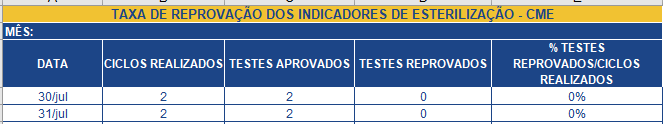 TAXA DE REPROVAÇÃO DOS INDICADORES DE ESTERILIZAÇÃO - CME
MÊS:
DATA CICLOS REALIZADOS TESTES APROVADOS TESTES REPROVADOS % TESTES REPROVADOS/CICLOS REALIZADOS
30/jul 2 2 0 0%
31/jul 2 2 0 0%